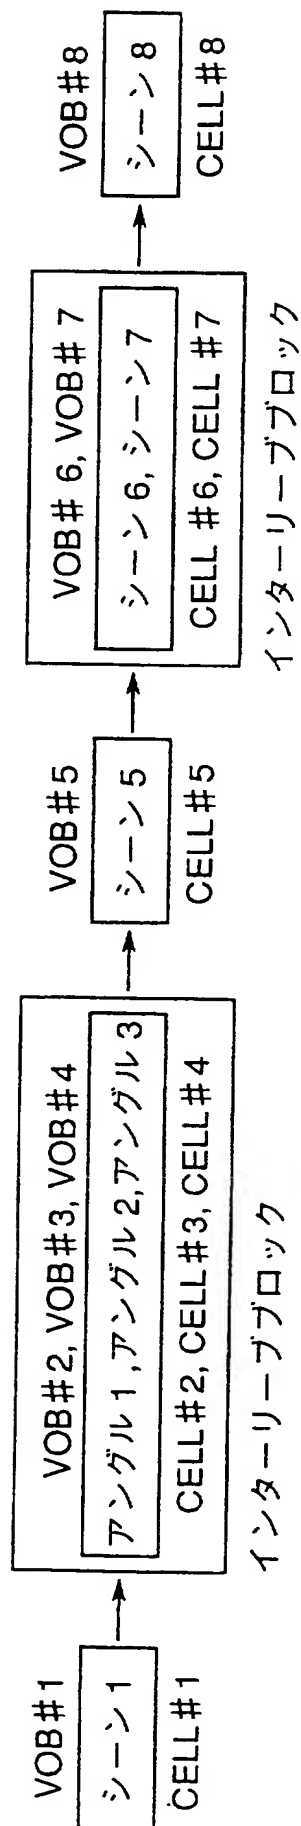 VOB#1
シーン1
CELL#1
VOB#2, VOB#3, VOB#4
アングル1,アングル2,アングル3
CELL#2, CELL#3, CELL#4
インターリーブブロック
VOB#5
シーン5
CELL#5
VOB# 6, VOB# 7
シーン6,シーン7
CELL #6, CELL #7
インターリーブブロック
VOB#8
シーン8
CELL#8